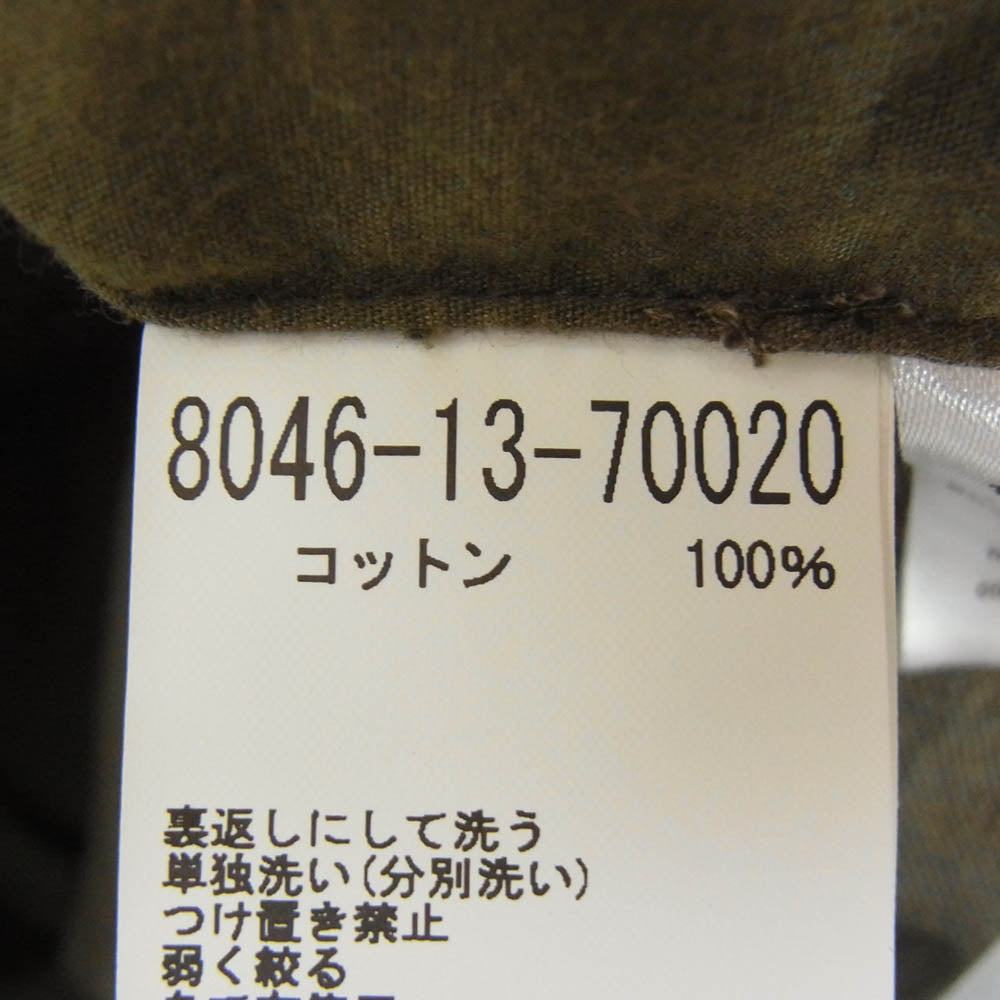 8046-13-70020
コットン 100%
裏返しにして洗う
単独洗い(分別洗い)
つけ置き禁止
弱く絞る